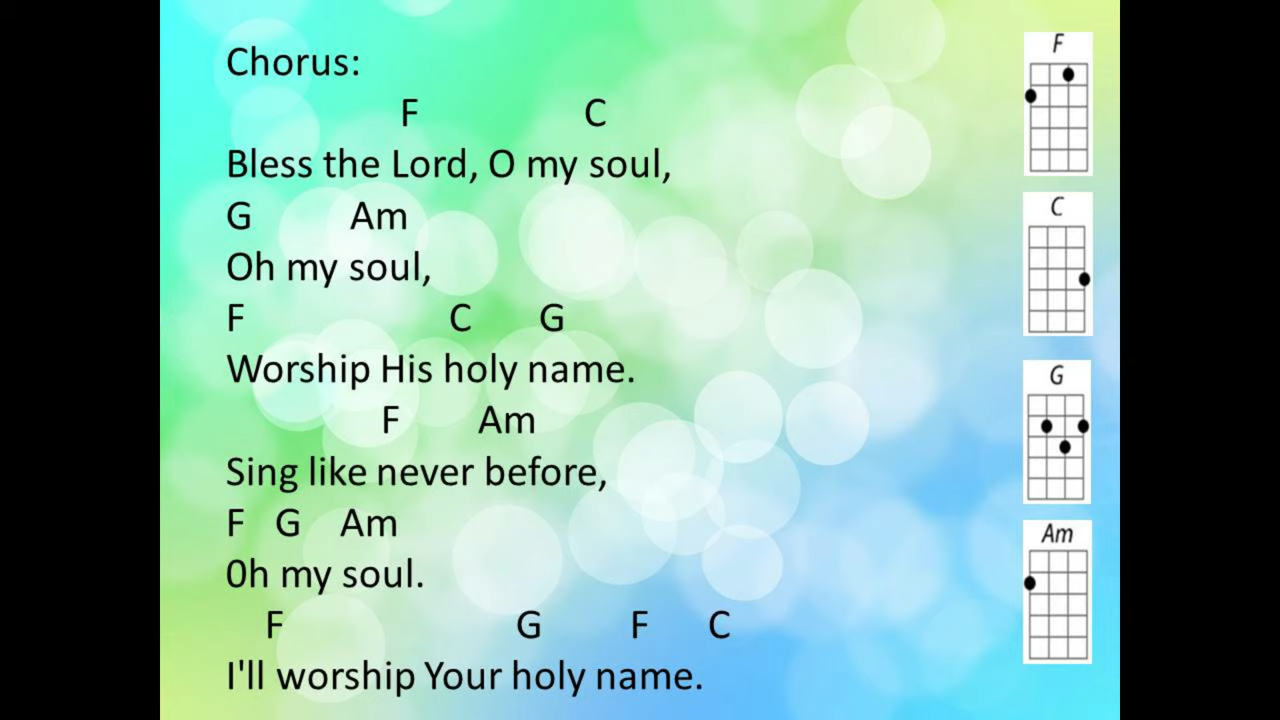 Chorus:
F C
Bless the Lord, O my soul,
G Am
Oh my soul,
F C G
Worship His holy name.
F Am
Sing like never before,
F G Am
0h my soul.
F G F C
I'll worship Your holy name.
F
C
G
Am